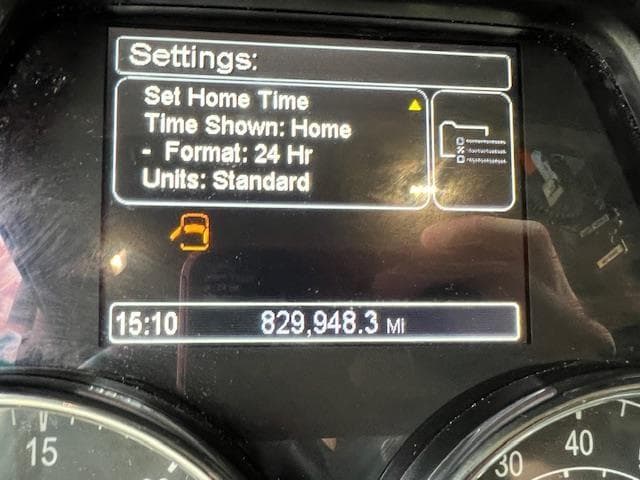 Settings:
Set Home Time
Time Shown: Home
- Format: 24 Hr
Units: Standard
15:10 829,948.3 MI
15
30
40